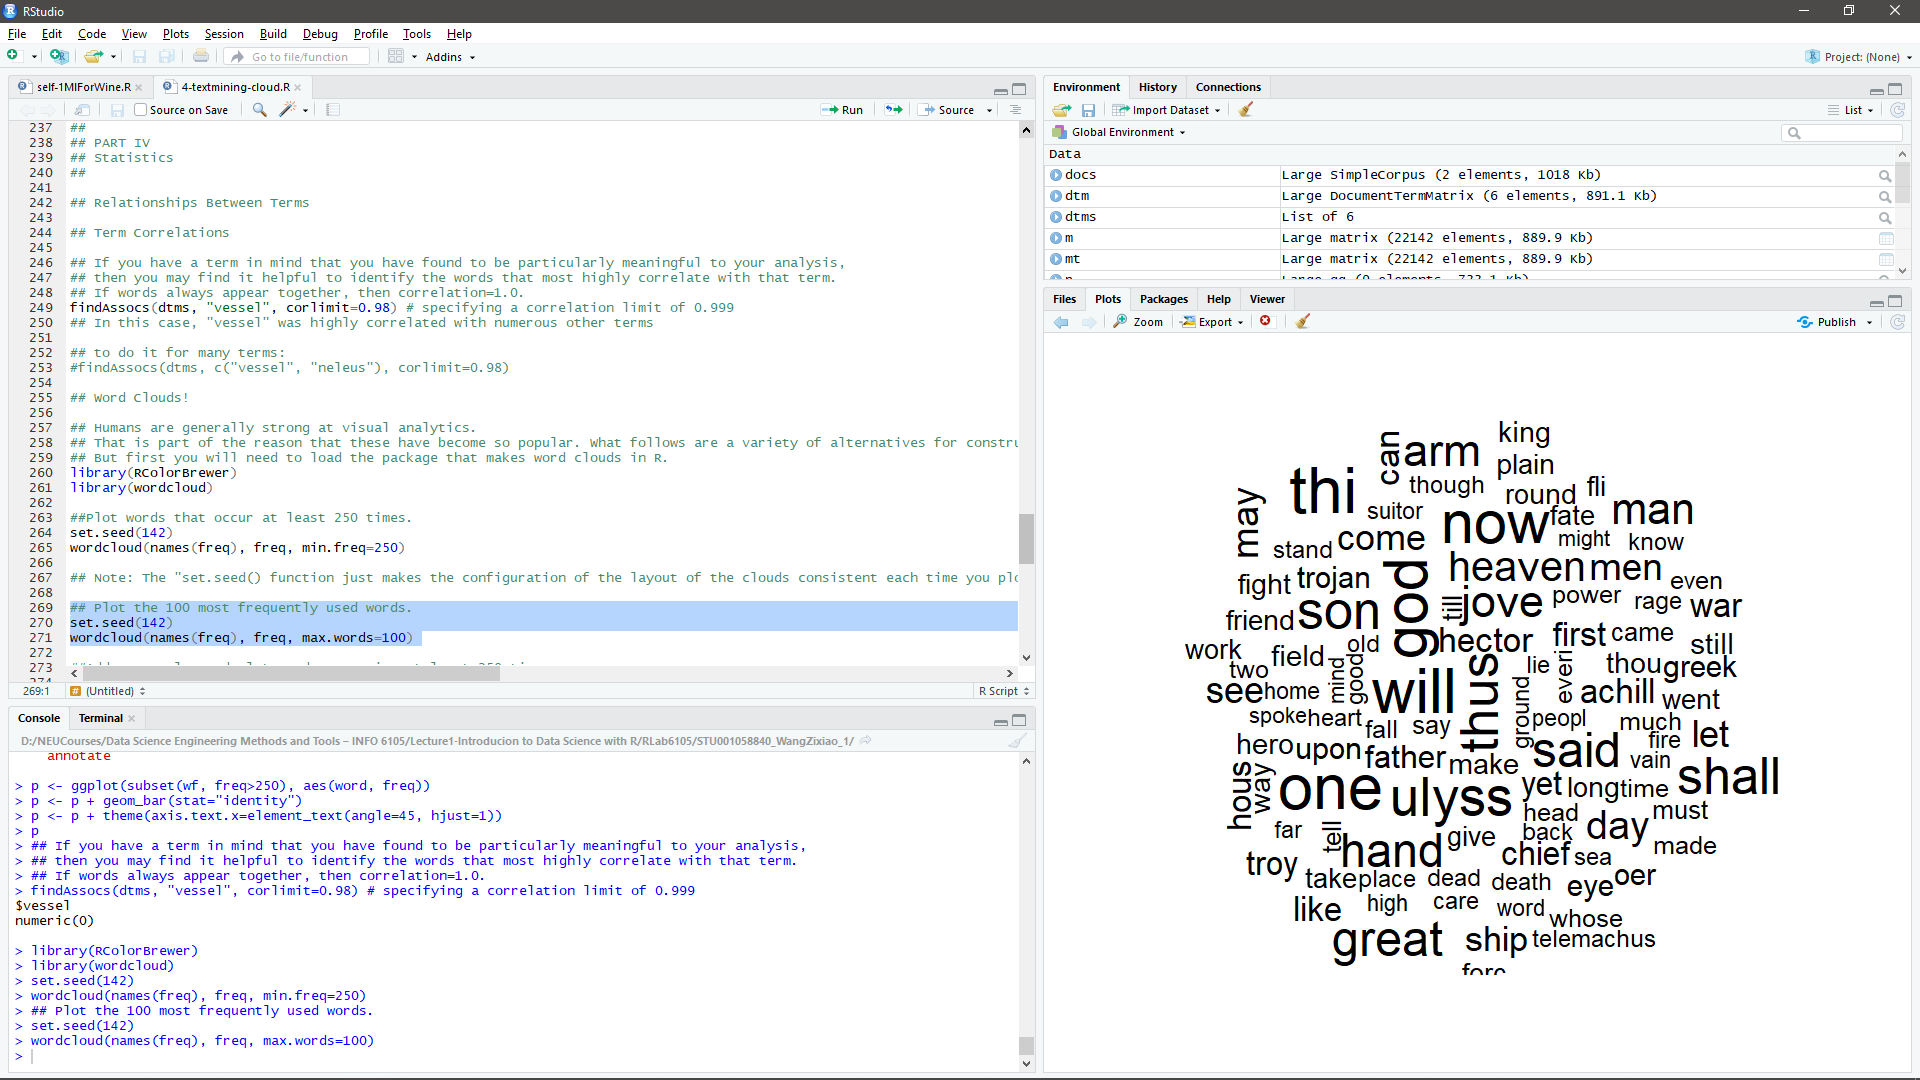 RStudio
File Edit Code View Plots Session Build Debug Profile Tools Help
Go to file/function Addins Project: (None)
self-1MIForWine.R 4-textmining-cloud.R
Source on Save Run Source
237 ##
238 ## PART IV
239 ## Statistics
240 ##
241
242 ## Relationships Between Terms
243
244 ## Term Correlations
245
246 ## If you have a term in mind that you have found to be particularly meaningful to your analysis,
247 ## then you may find it helpful to identify the words that most highly correlate with that term.
248 ## If words always appear together, then correlation=1.0.
249 findAssocs(dtms, "vessel", corlimit=0.98) # specifying a correlation limit of 0.999
250 ## In this case, "vessel" was highly correlated with numerous other terms
251
252 ## to do it for many terms:
253 #findAssocs(dtms, c("vessel", "neleus"), corlimit=0.98)
254
255 ## Word Clouds!
256
257 ## Humans are generally strong at visual analytics.
258 ## That is part of the reason that these have become so popular. What follows are a variety of alternatives for constru
259 ## But first you will need to load the package that makes word clouds in R.
260 library(RColorBrewer)
261 library(wordcloud)
262
263 ##Plot words that occur at least 250 times.
264 set.seed(142)
265 wordcloud(names(freq), freq, min.freq=250)
266
267 ## Note: The "set.seed() function just makes the configuration of the layout of the clouds consistent each time you plo
268
269 ## Plot the 100 most frequently used words.
270 set.seed(142)
271 wordcloud(names(freq), freq, max.words=100)
272
273
274
269:1 (Untitled) R Script
Console Terminal
D:/NEUCourses/Data Science Engineering Methods and Tools – INFO 6105/Lecture1-Introducion to Data Science with R/RLab6105/STU001058840_WangZixiao_1/
annotate
> p <- ggplot(subset(wf, freq>250), aes(word, freq))
> p <- p + geom_bar(stat="identity")
> p <- p + theme(axis.text.x=element_text(angle=45, hjust=1))
> p
> ## If you have a term in mind that you have found to be particularly meaningful to your analysis,
> ## then you may find it helpful to identify the words that most highly correlate with that term.
> ## If words always appear together, then correlation=1.0.
> findAssocs(dtms, "vessel", corlimit=0.98) # specifying a correlation limit of 0.999
$vessel
numeric(0)
> library(RColorBrewer)
> library(wordcloud)
> set.seed(142)
> wordcloud(names(freq), freq, min.freq=250)
> ## Plot the 100 most frequently used words.
> set.seed(142)
> wordcloud(names(freq), freq, max.words=100)
>
Environment History Connections
Import Dataset List
Global Environment
Data
docs Large SimpleCorpus (2 elements, 1018 Kb)
dtm Large DocumentTermMatrix (6 elements, 891.1 Kb)
dtms List of 6
m Large matrix (22142 elements, 889.9 Kb)
mt Large matrix (22142 elements, 889.9 Kb)
Files Plots Packages Help Viewer
Zoom Export Publish
king
can arm plain
thi though round fli
may suitor now fate man
stand come might know
fight trojan god heaven men even
friend son till jove power rage war
work old hector first came still
two field mind good thus lie everi thou greek
see home will ground achill went
spoke heart fall say peopl much
hero upon father make said fire let
hous way vain shall
one ulyss yet long time
far tell head must
hand give back day
troy chief sea made
take place dead death eye oer
like high care word whose
great ship telemachus
forc